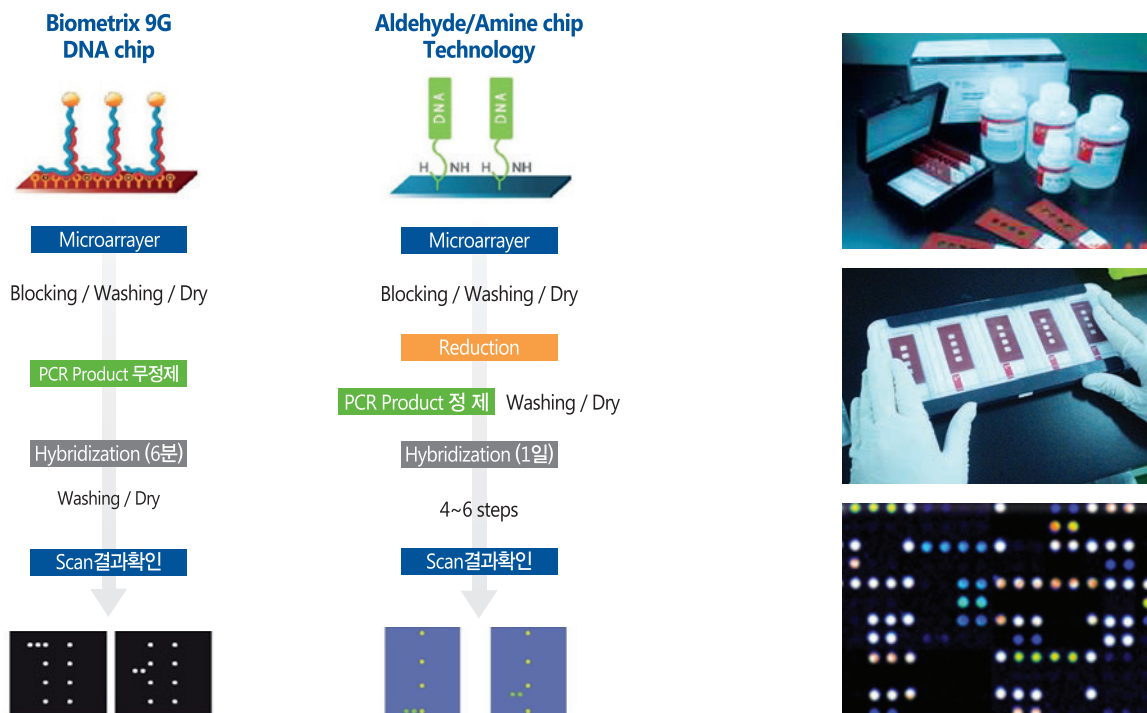 Biometrix 9G
DNA chip
Microarrayer
Blocking / Washing / Dry
PCR Product 무정제
Hybridization (6분)
Washing / Dry
Scan결과확인
Aldehyde/Amine chip
Technology
DNA
DNA
H NH H NH
Microarrayer
Blocking / Washing / Dry
Reduction
PCR Product 정 제 Washing / Dry
Hybridization (1일)
4~6 steps
Scan결과확인